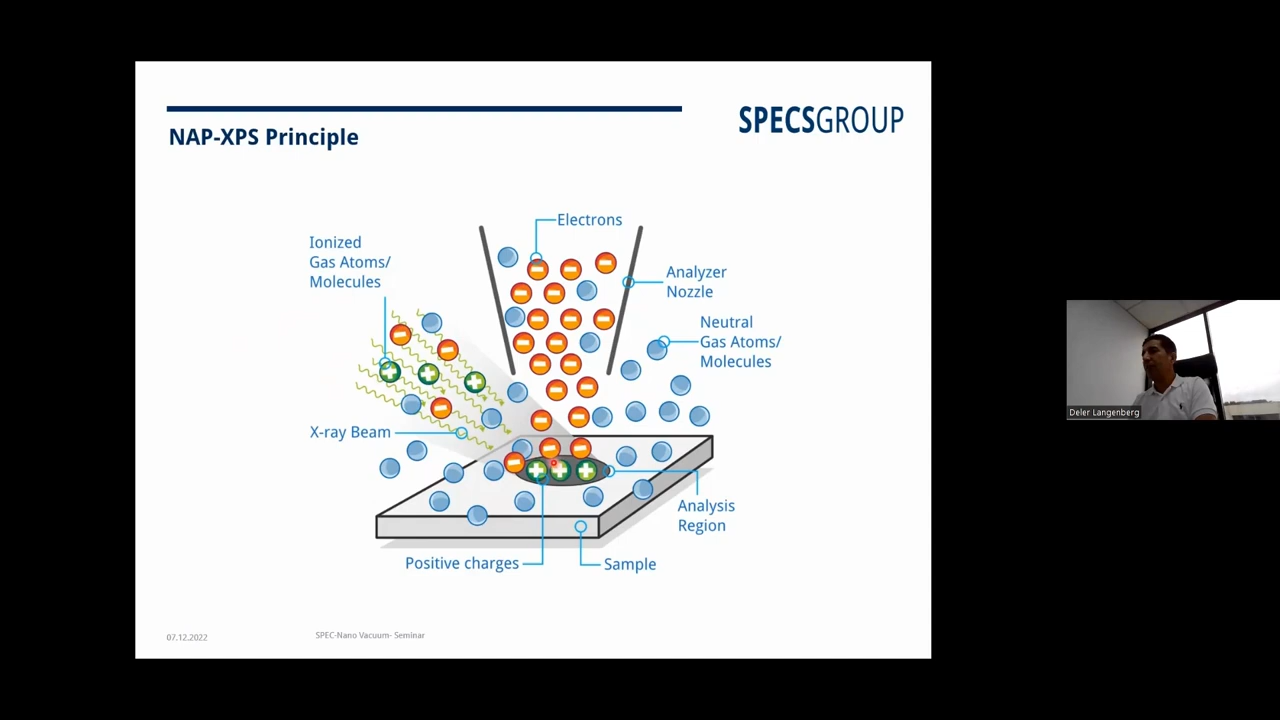 SPECSGROUP
NAP-XPS Principle
Electrons
Ionized
Gas Atoms/
Molecules
Analyzer
Nozzle
Neutral
Gas Atoms/
Molecules
X-ray Beam
Analysis
Region
Positive charges
Sample
07.12.2022
SPEC-Nano Vacuum- Seminar
Deler Langenberg